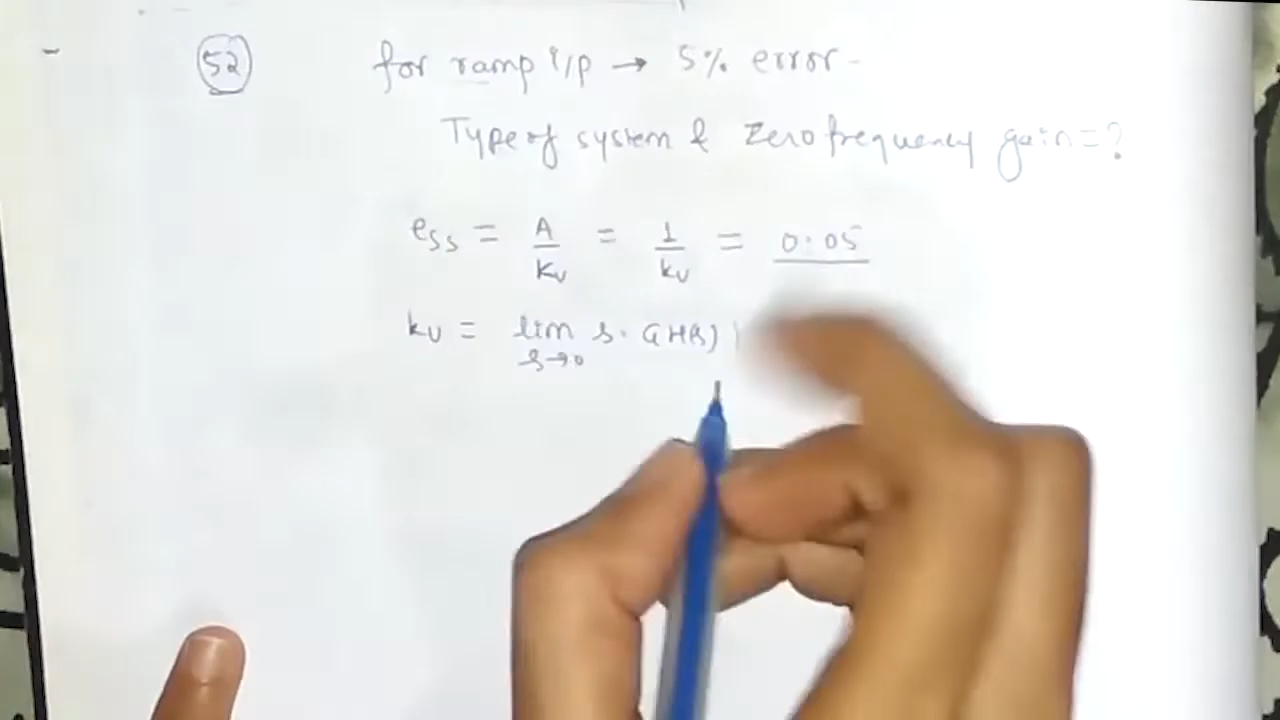 52 for ramp i/p → 5% error -
Type of system & zero frequency gain = ?
ess = A/Kv = 1/Kv = 0.05
kv = lim s→0 s. GH(s)